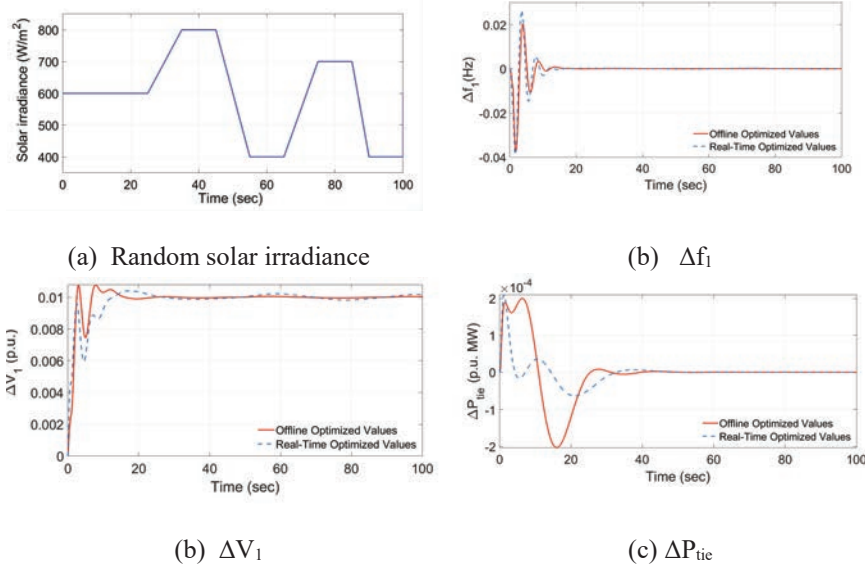 Solar irradiance (W/m²)
800
700
600
500
400
0 20 40 60 80 100
Time (sec)
(a) Random solar irradiance
Δf₁(Hz)
0.02
0
-0.02
-0.04
Offline Optimized Values
Real-Time Optimized Values
0 20 40 60 80 100
Time (sec)
(b) Δf₁
ΔV₁ (p.u.)
0.01
0.008
0.006
0.004
0.002
0
Offline Optimized Values
Real-Time Optimized Values
0 20 40 60 80 100
Time (sec)
(b) ΔV₁
ΔP_tie (p.u. MW)
×10⁻⁴
2
1
0
-1
-2
Offline Optimized Values
Real-Time Optimized Values
0 20 40 60 80 100
Time (sec)
(c) ΔP_tie